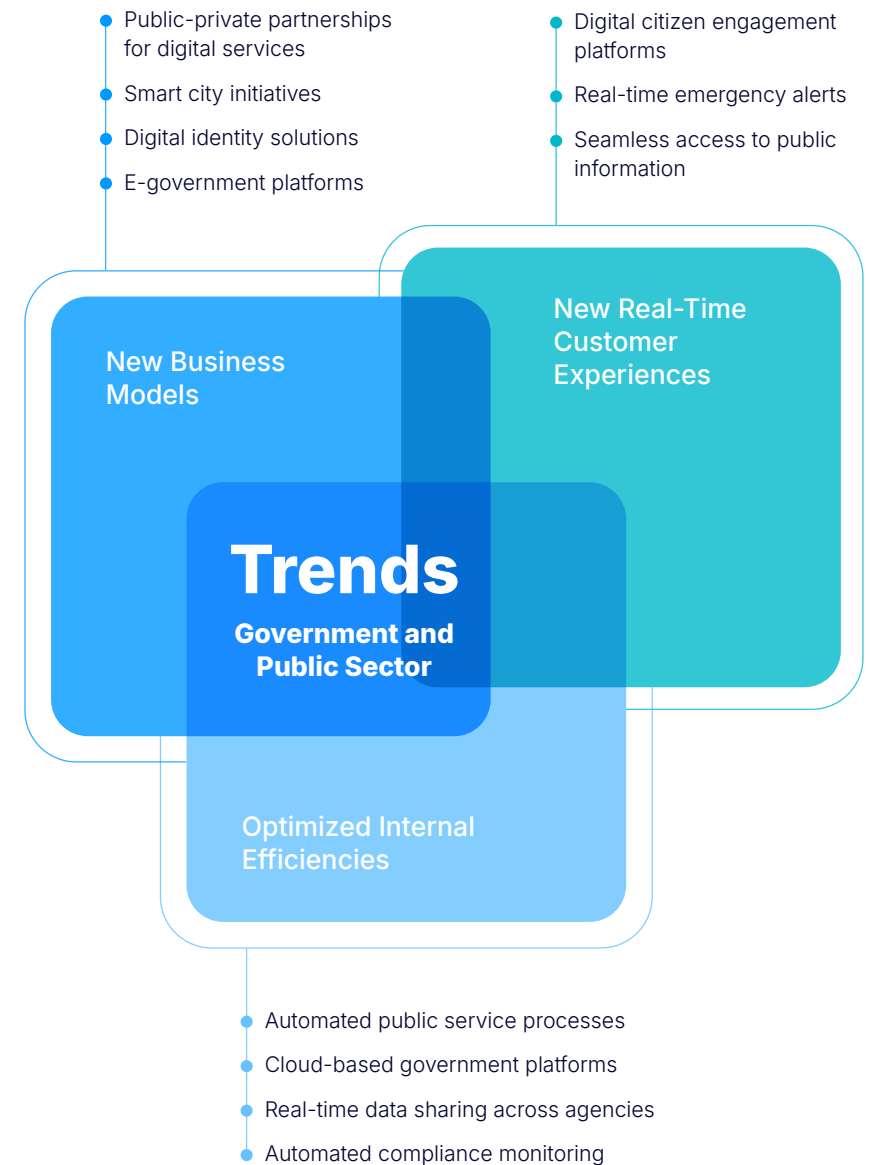 Public-private partnerships
for digital services
Smart city initiatives
Digital identity solutions
E-government platforms
Digital citizen engagement
platforms
Real-time emergency alerts
Seamless access to public
information
New Business
Models
New Real-Time
Customer
Experiences
Trends
Government and
Public Sector
Optimized Internal
Efficiencies
Automated public service processes
Cloud-based government platforms
Real-time data sharing across agencies
Automated compliance monitoring